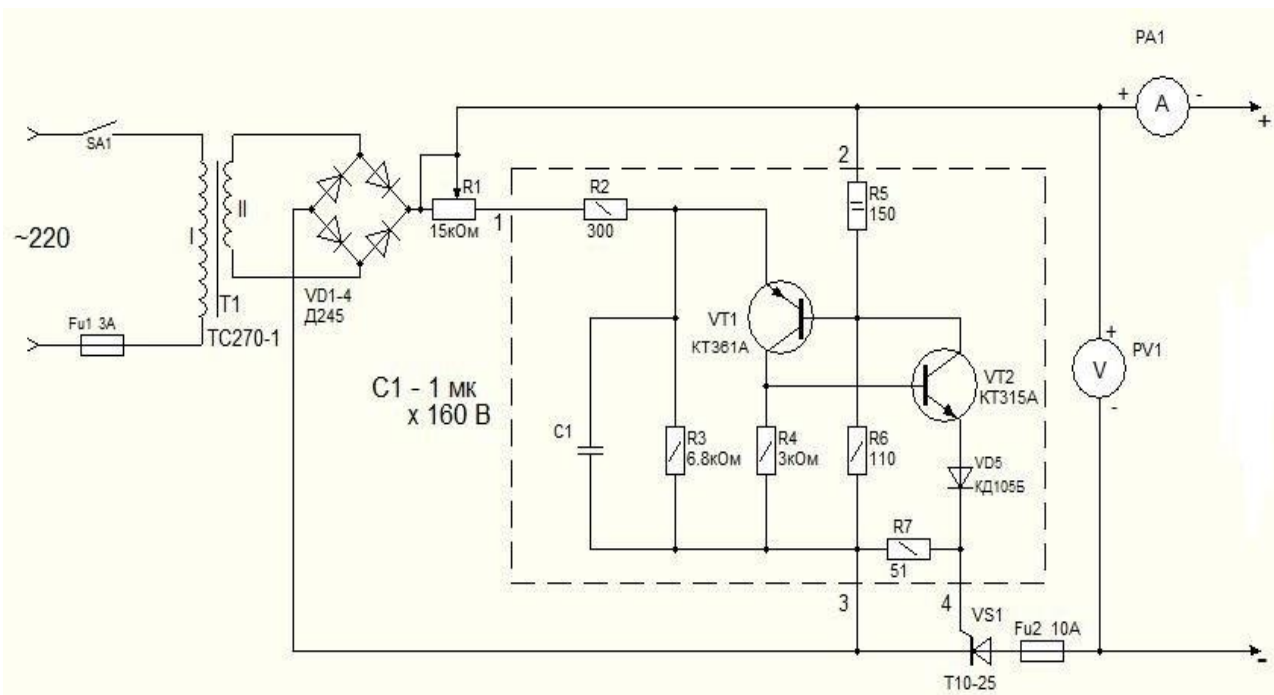 PA1
+
A
-
+
SA1
2
R1
R2
R5
II
15кОм
1
300
150
~220
I
VD1-4
Д245
T1
Fu1 3A
TC270-1
VT1
КТ361А
+
PV1
V
-
VT2
КТ315А
C1 - 1 мк
x 160 В
C1
R3
6.8кОм
R4
3кОм
R6
110
VD5
КД105Б
R7
51
3
4
VS1
Fu2 10A
-
T10-25